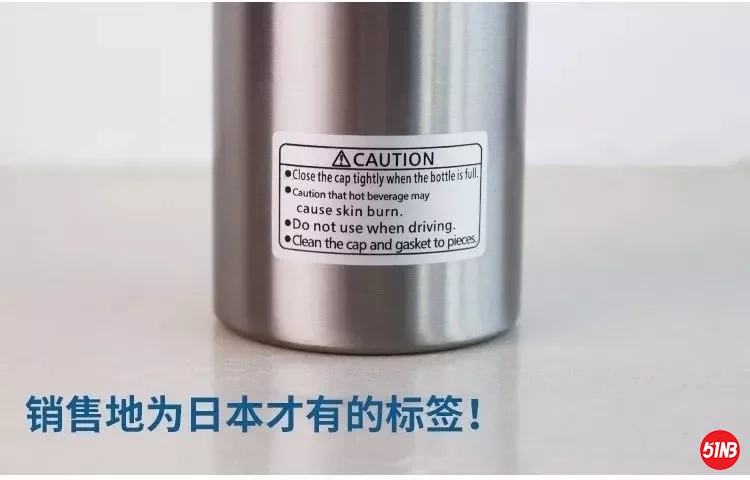 ⚠CAUTION
●Close the cap tightly when the bottle is full.
●Caution that hot beverage may
cause skin burn.
●Do not use when driving.
●Clean the cap and gasket to pieces.
销售地为日本才有的标签！
51NB